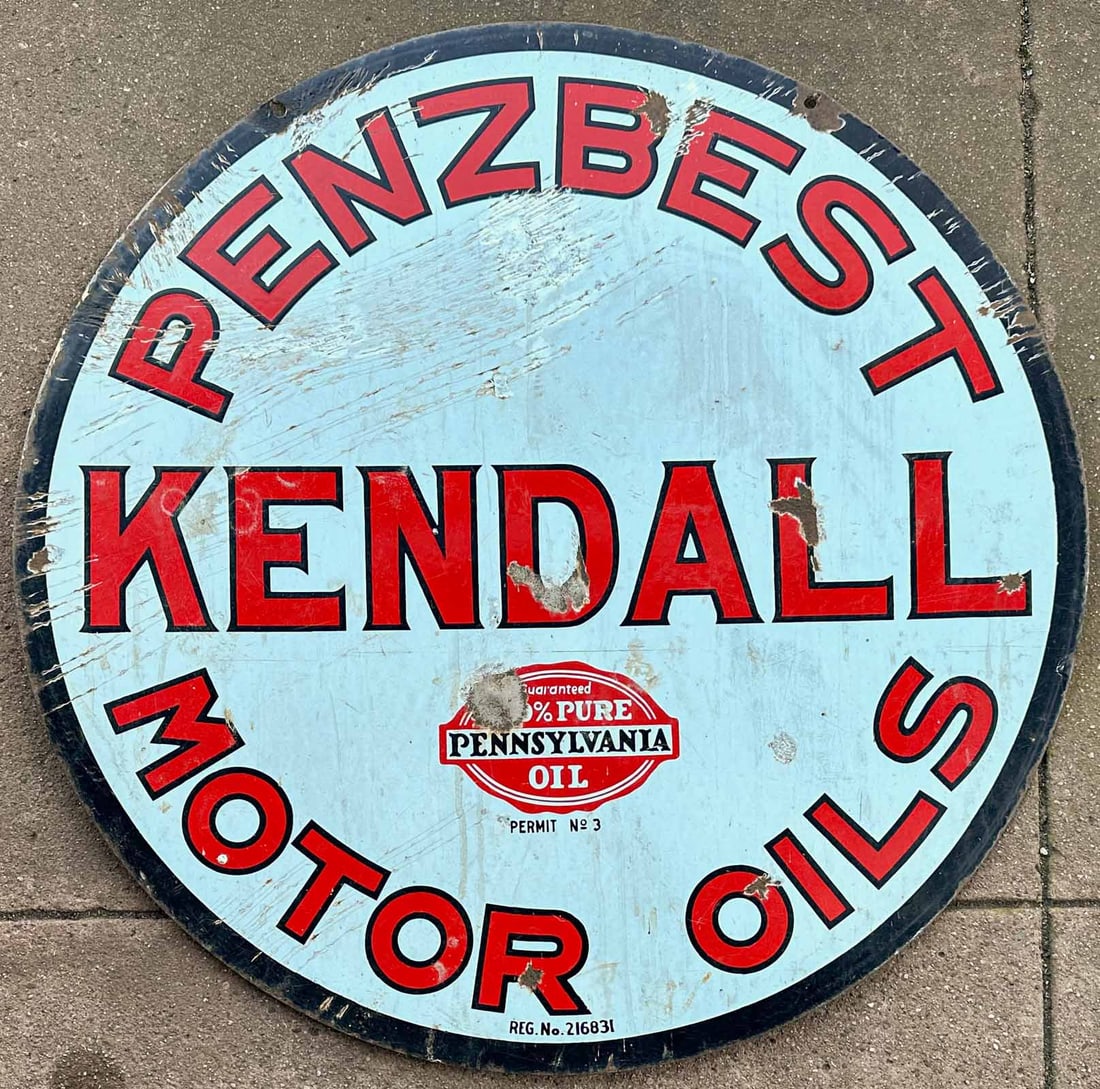 PENZBEST
KENDALL
MOTOR OILS
Guaranteed
% PURE
PENNSYLVANIA
OIL
PERMIT Nº 3
REG. No. 216831